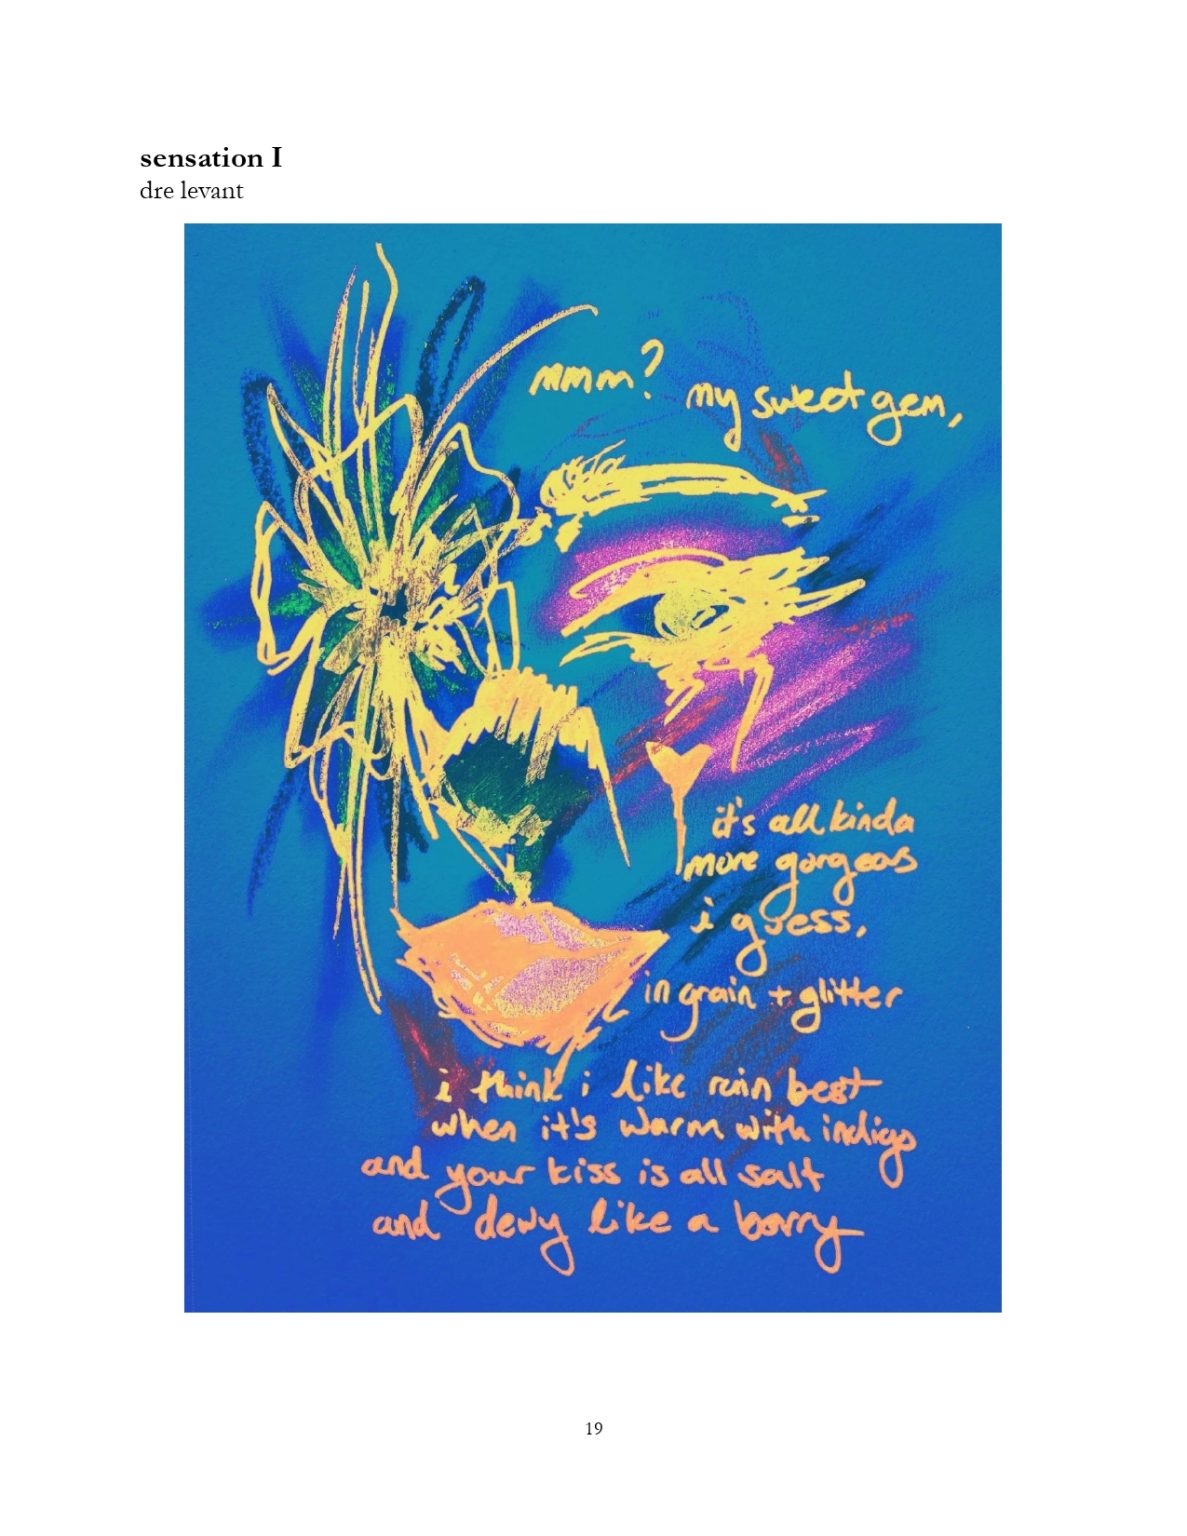 sensation I
dre levant
mmm? my sweet gem,
it's all kinda
more gorgeous
i guess,
in grain + glitter
i think i like rain best
when it's warm with indigo
and your kiss is all salt
and dewy like a berry
19